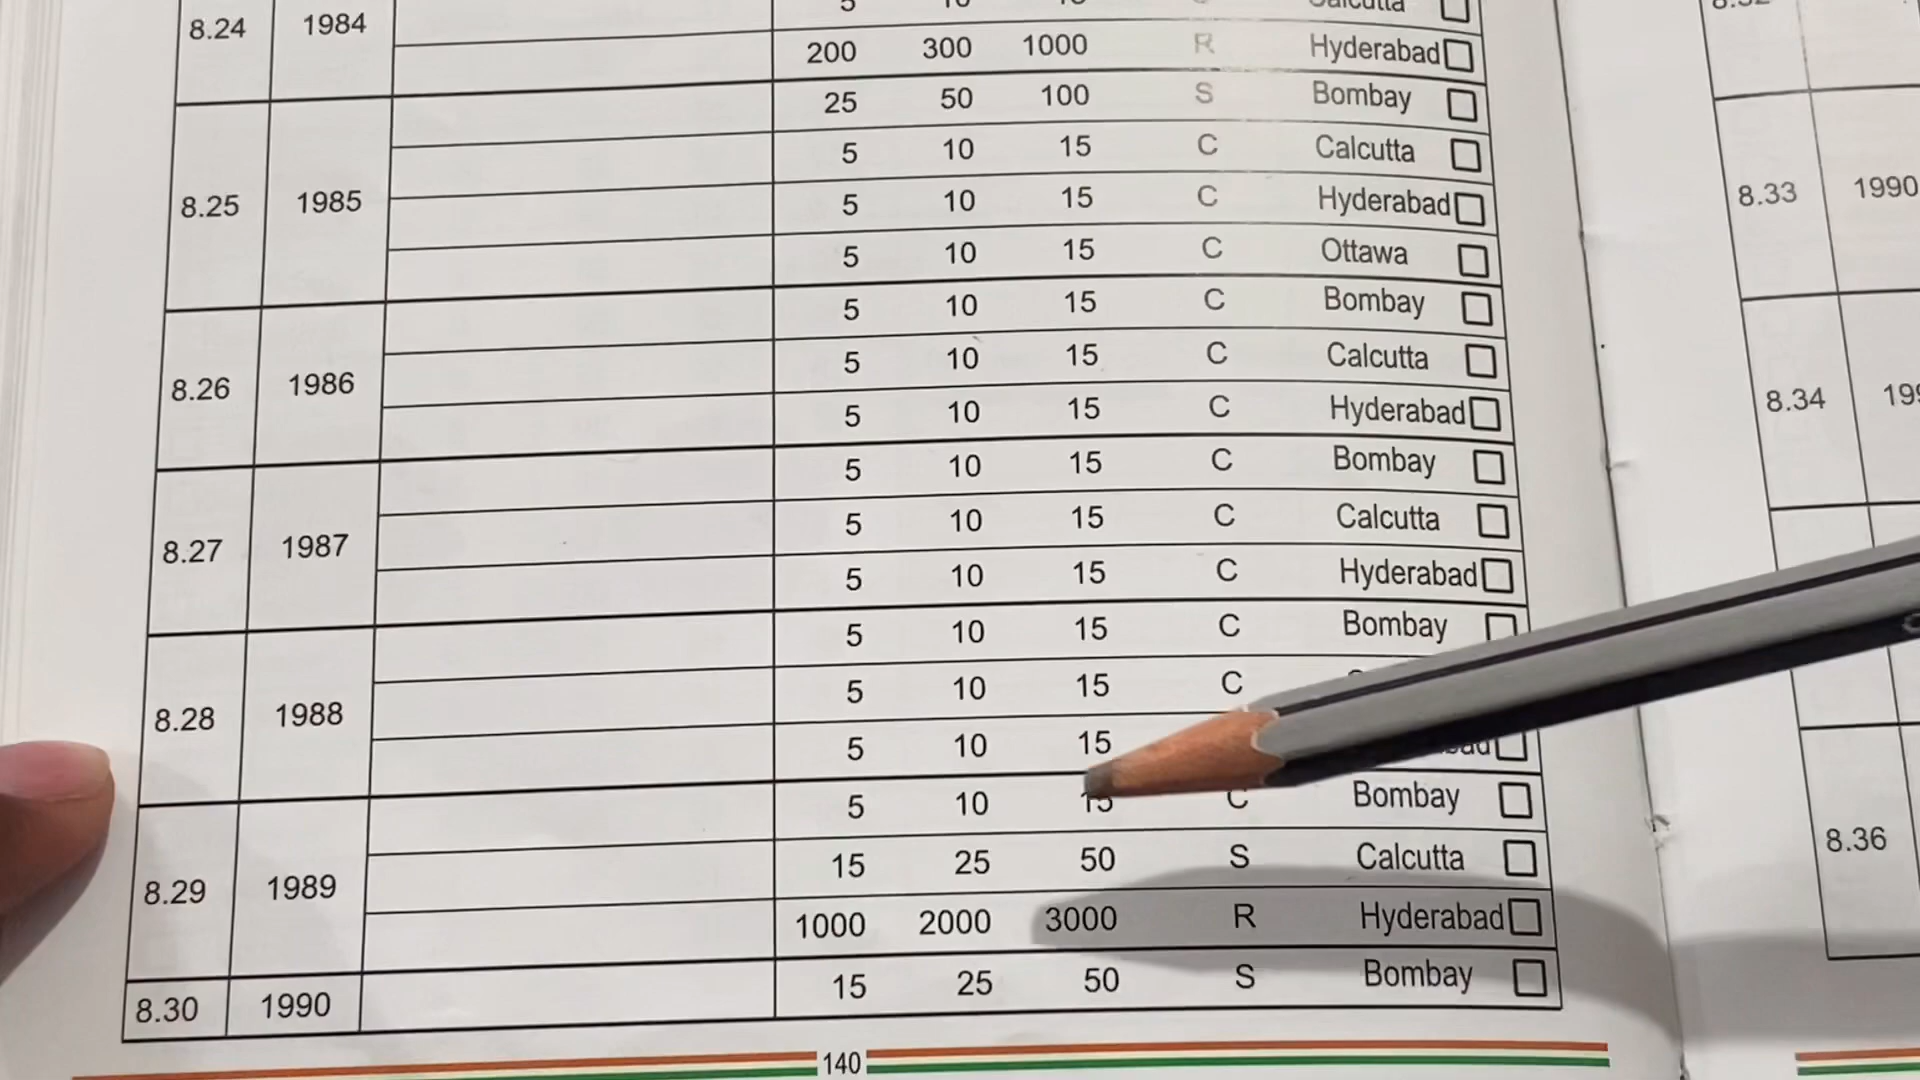 8.24 1984
5 10 Calcutta
200 300 1000 R Hyderabad
8.25 1985
25 50 100 S Bombay
5 10 15 C Calcutta
5 10 15 C Hyderabad
5 10 15 C Ottawa
8.26 1986
5 10 15 C Bombay
5 10 15 C Calcutta
5 10 15 C Hyderabad
8.27 1987
5 10 15 C Bombay
5 10 15 C Calcutta
5 10 15 C Hyderabad
8.28 1988
5 10 15 C Bombay
5 10 15 C
5 10 15
8.29 1989
5 10 15 C Bombay
15 25 50 S Calcutta
1000 2000 3000 R Hyderabad
8.30 1990
15 25 50 S Bombay
140
8.33 1990
8.34
8.36